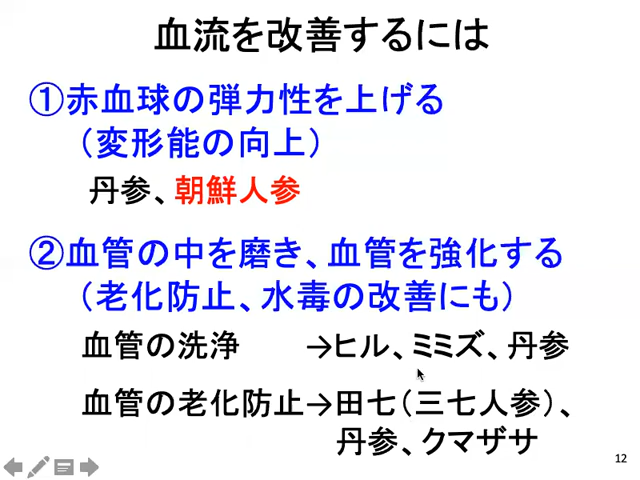 血流を改善するには
①赤血球の弾力性を上げる
（変形能の向上）
丹参、朝鮮人参
②血管の中を磨き、血管を強化する
（老化防止、水毒の改善にも）
血管の洗浄 →ヒル、ミミズ、丹参
血管の老化防止→田七（三七人参）、
丹参、クマザサ
12